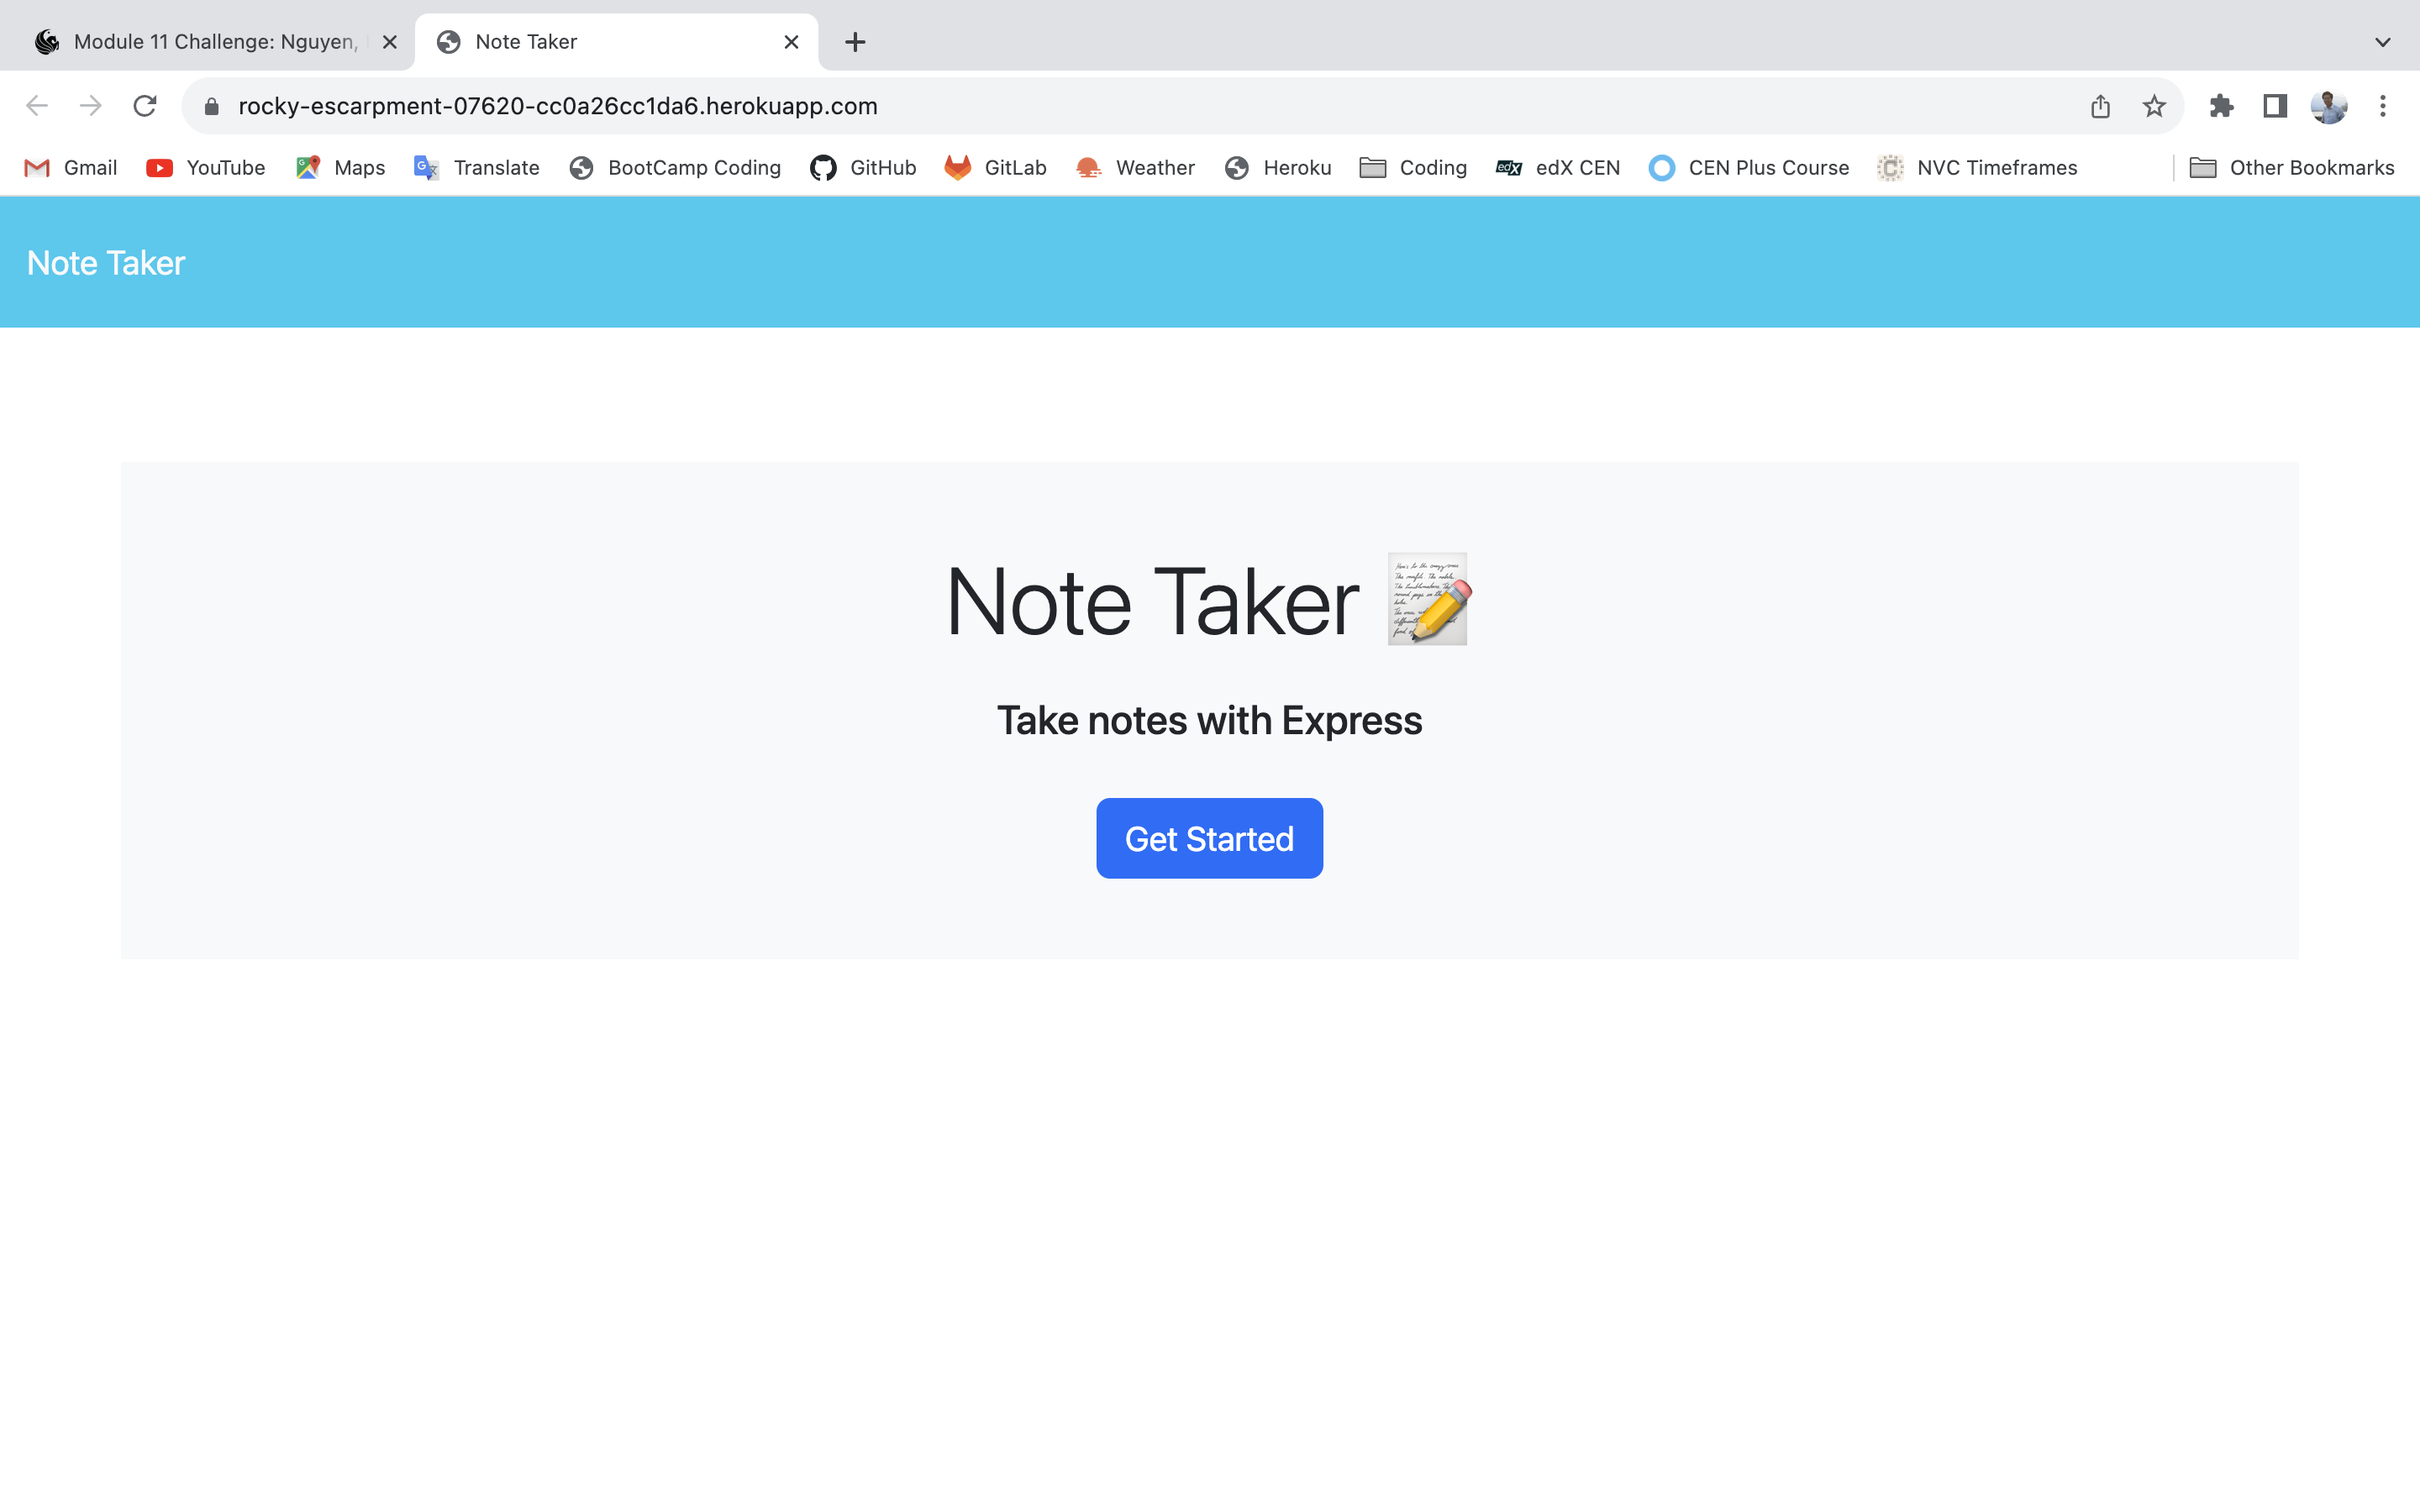 Module 11 Challenge: Nguyen,
Note Taker
rocky-escarpment-07620-cc0a26cc1da6.herokuapp.com
Gmail YouTube Maps Translate BootCamp Coding GitHub GitLab Weather Heroku Coding edX CEN CEN Plus Course NVC Timeframes Other Bookmarks
Note Taker
Note Taker
Take notes with Express
Get Started